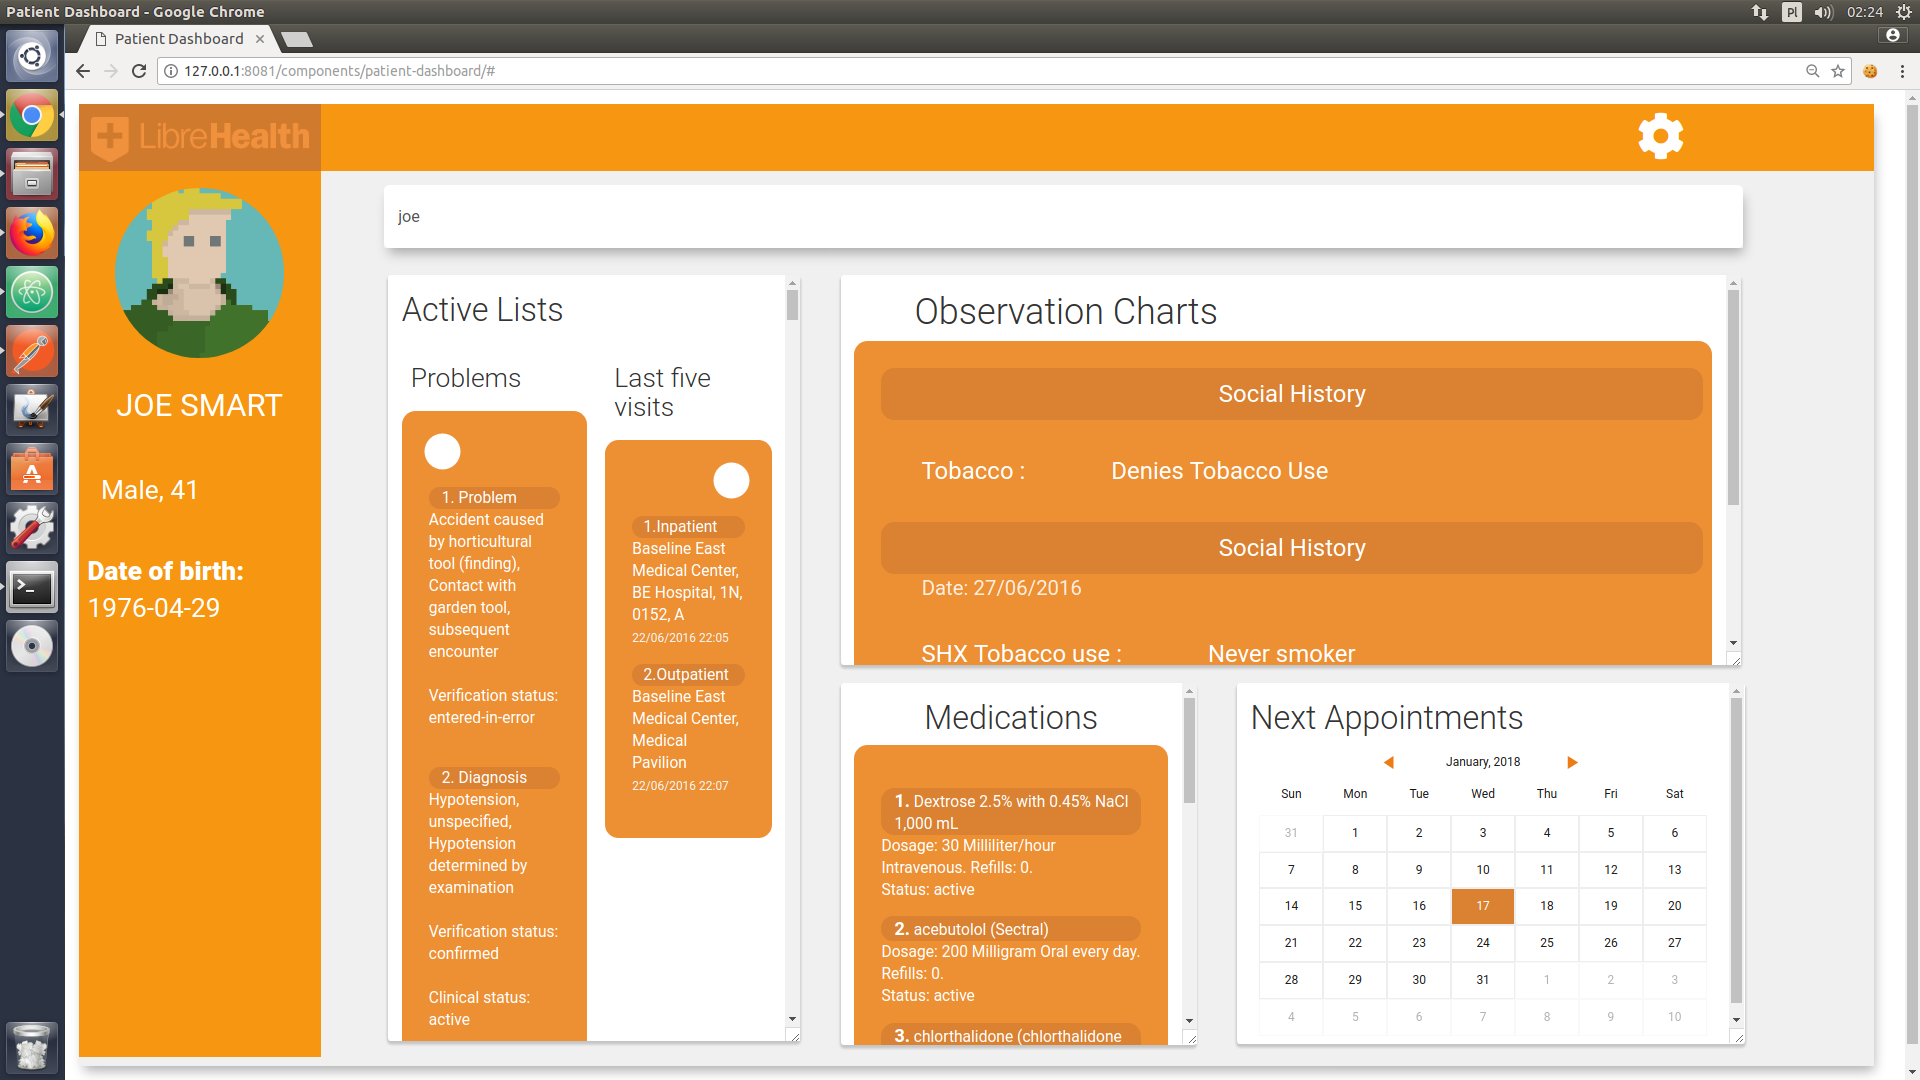 Patient Dashboard - Google Chrome
Pl
02:24
Patient Dashboard
127.0.0.1:8081/components/patient-dashboard/#
LibreHealth
JOE SMART
Male, 41
Date of birth:
1976-04-29
joe
Active Lists
Problems
1. Problem
Accident caused
by horticultural
tool (finding),
Contact with
garden tool,
subsequent
encounter
Verification status:
entered-in-error
2. Diagnosis
Hypotension,
unspecified,
Hypotension
determined by
examination
Verification status:
confirmed
Clinical status:
active
Last five
visits
1.Inpatient
Baseline East
Medical Center,
BE Hospital, 1N,
0152, A
22/06/2016 22:05
2.Outpatient
Baseline East
Medical Center,
Medical
Pavilion
22/06/2016 22:07
Observation Charts
Social History
Tobacco : Denies Tobacco Use
Social History
Date: 27/06/2016
SHX Tobacco use : Never smoker
Medications
1. Dextrose 2.5% with 0.45% NaCl
1,000 mL
Dosage: 30 Milliliter/hour
Intravenous. Refills: 0.
Status: active
2. acebutolol (Sectral)
Dosage: 200 Milligram Oral every day.
Refills: 0.
Status: active
3. chlorthalidone (chlorthalidone
Next Appointments
January, 2018
Sun Mon Tue Wed Thu Fri Sat
31 1 2 3 4 5 6
7 8 9 10 11 12 13
14 15 16 17 18 19 20
21 22 23 24 25 26 27
28 29 30 31 1 2 3
4 5 6 7 8 9 10